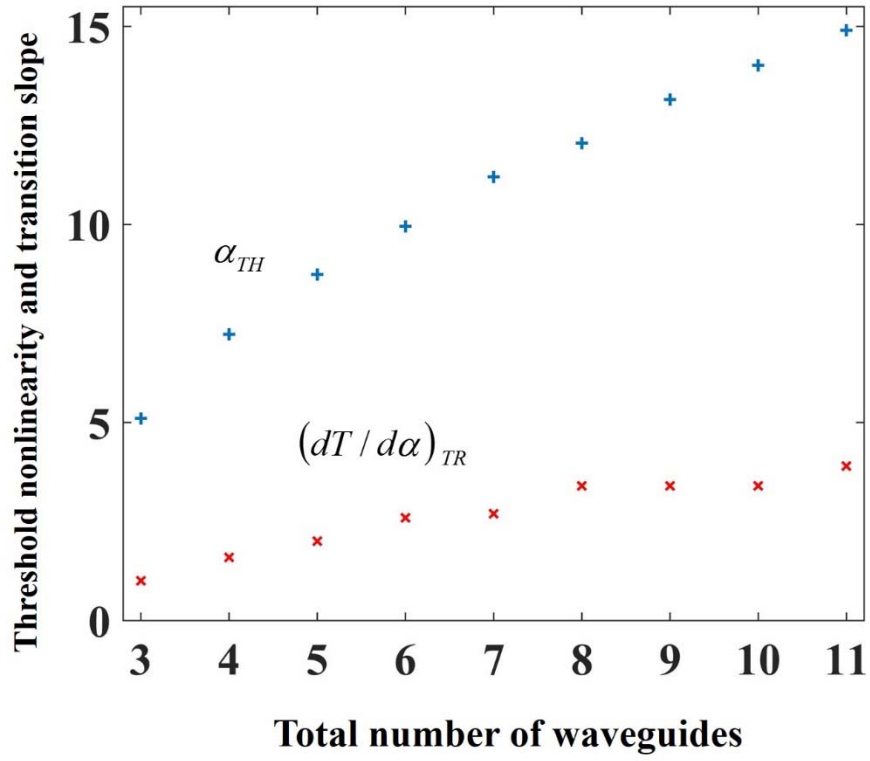 Threshold nonlinearity and transition slope
15
10
5
0
α_TH
(dT / dα)_TR
3 4 5 6 7 8 9 10 11
Total number of waveguides